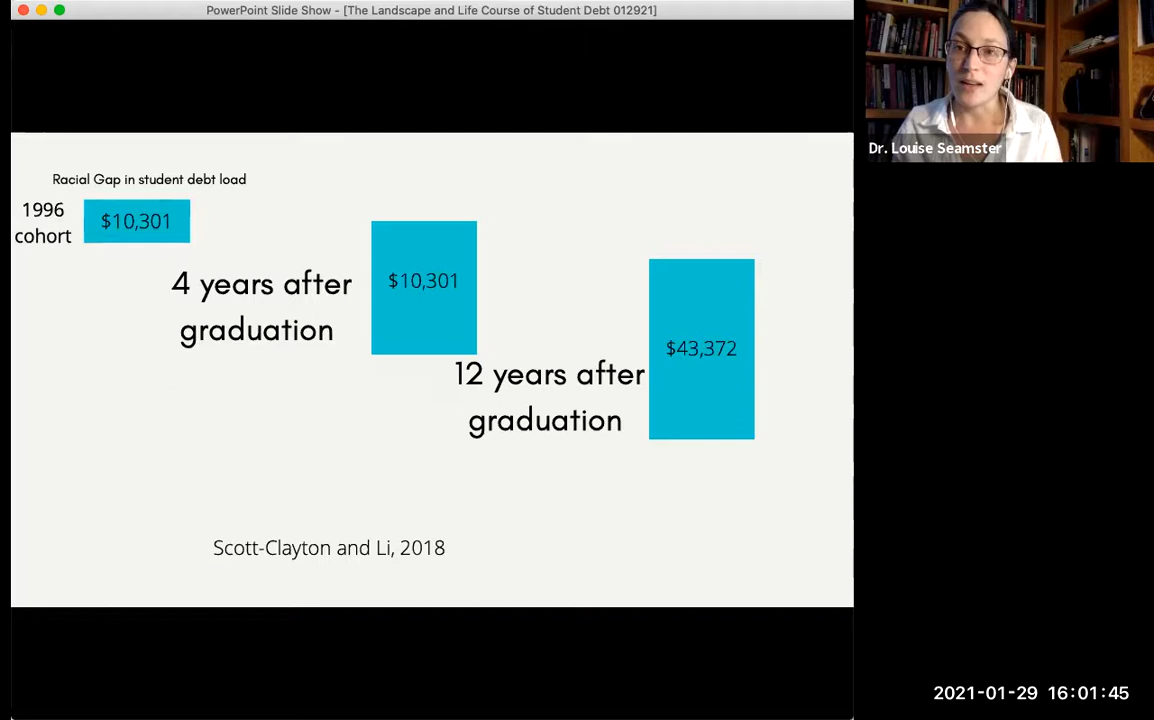 PowerPoint Slide Show - [The Landscape and Life Course of Student Debt 012921]
Racial Gap in student debt load
1996
cohort
$10,301
4 years after
graduation
$10,301
12 years after
graduation
$43,372
Scott-Clayton and Li, 2018
Dr. Louise Seamster
2021-01-29 16:01:45